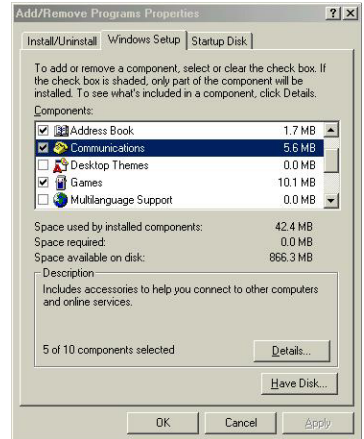 Add/Remove Programs Properties
Install/Uninstall Windows Setup Startup Disk
To add or remove a component, select or clear the check box. If
the check box is shaded, only part of the component will be
installed. To see what's included in a component, click Details.
Components:
Address Book 1.7 MB
Communications 5.6 MB
Desktop Themes 0.0 MB
Games 10.1 MB
Multilanguage Support 0.0 MB
Space used by installed components: 42.4 MB
Space required: 0.0 MB
Space available on disk: 866.3 MB
Description
Includes accessories to help you connect to other computers
and online services.
5 of 10 components selected Details...
Have Disk...
OK Cancel Apply